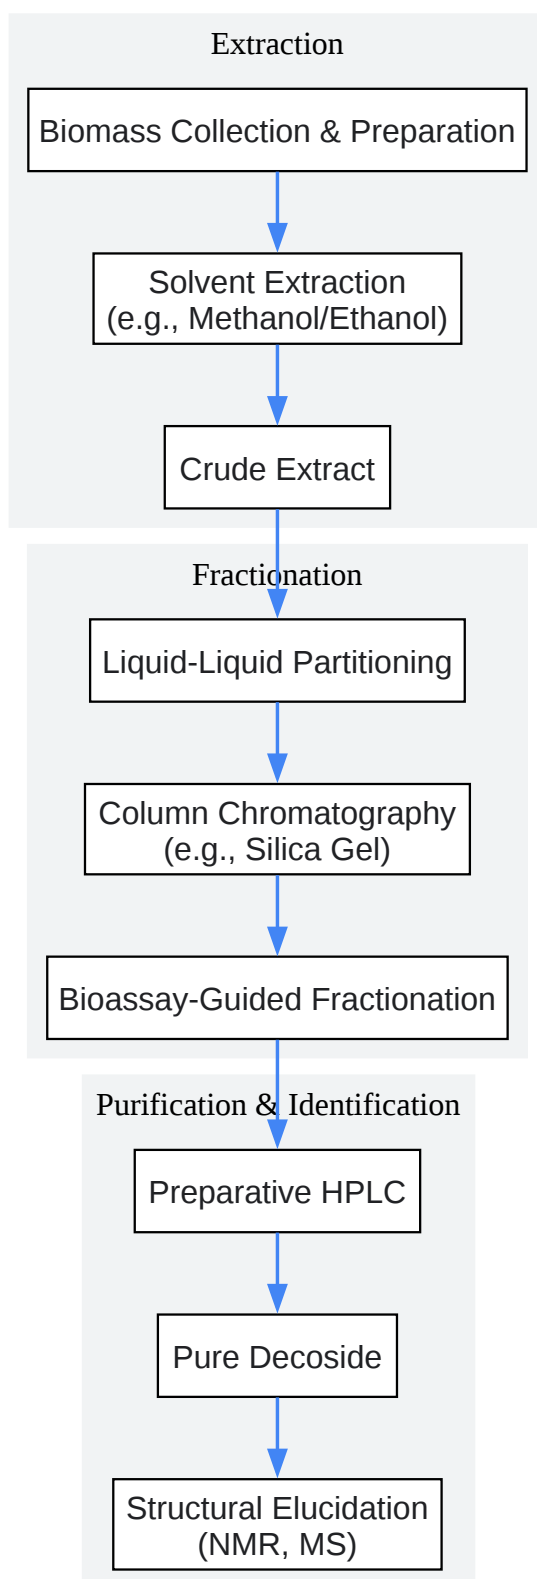 Extraction
Biomass Collection & Preparation
Solvent Extraction
(e.g., Methanol/Ethanol)
Crude Extract
Fractionation
Liquid-Liquid Partitioning
Column Chromatography
(e.g., Silica Gel)
Bioassay-Guided Fractionation
Purification & Identification
Preparative HPLC
Pure Decoside
Structural Elucidation
(NMR, MS)